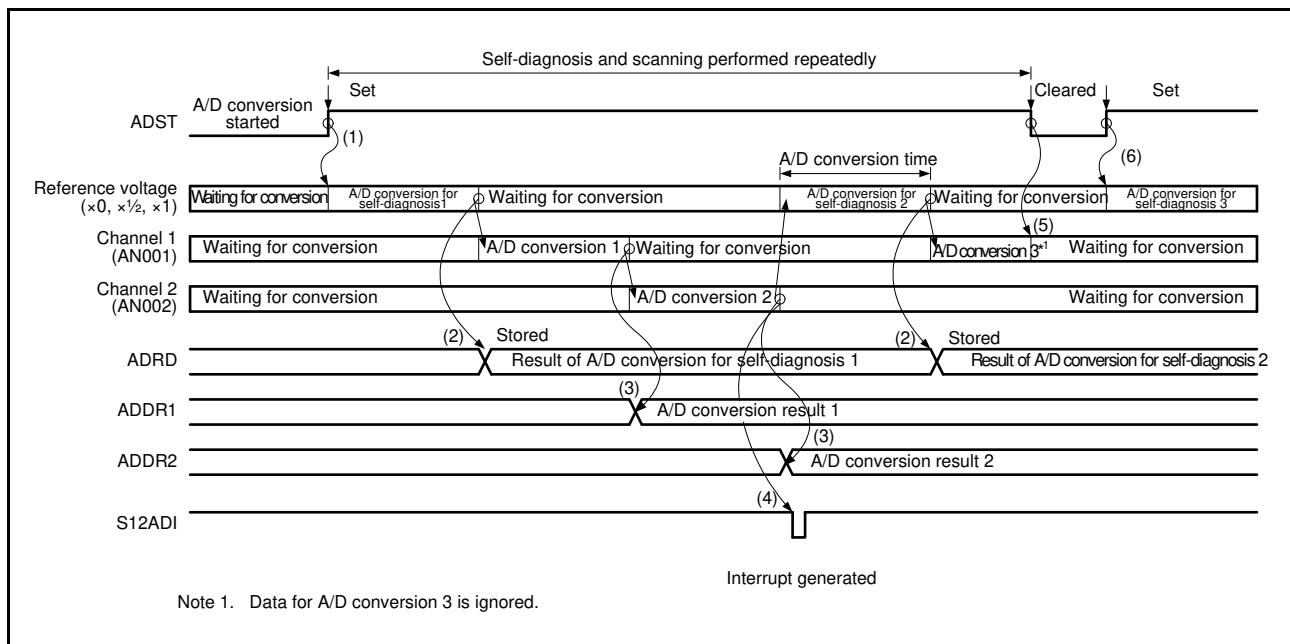 Self-diagnosis and scanning performed repeatedly
Set
Cleared
Set
A/D conversion
started
ADST
(1)
(6)
A/D conversion time
Reference voltage
(×0, ×½, ×1)
Waiting for conversion
A/D conversion for
self-diagnosis1
Waiting for conversion
A/D conversion for
self-diagnosis 2
Waiting for conversion
A/D conversion for
self-diagnosis 3
(5)
Channel 1
(AN001)
Waiting for conversion
A/D conversion 1
Waiting for conversion
A/D conversion 3*1
Waiting for conversion
Channel 2
(AN002)
Waiting for conversion
A/D conversion 2
Waiting for conversion
(2)
Stored
(2)
Stored
ADRD
Result of A/D conversion for self-diagnosis 1
Result of A/D conversion for self-diagnosis 2
(3)
ADDR1
A/D conversion result 1
(3)
ADDR2
A/D conversion result 2
(4)
S12ADI
Interrupt generated
Note 1. Data for A/D conversion 3 is ignored.